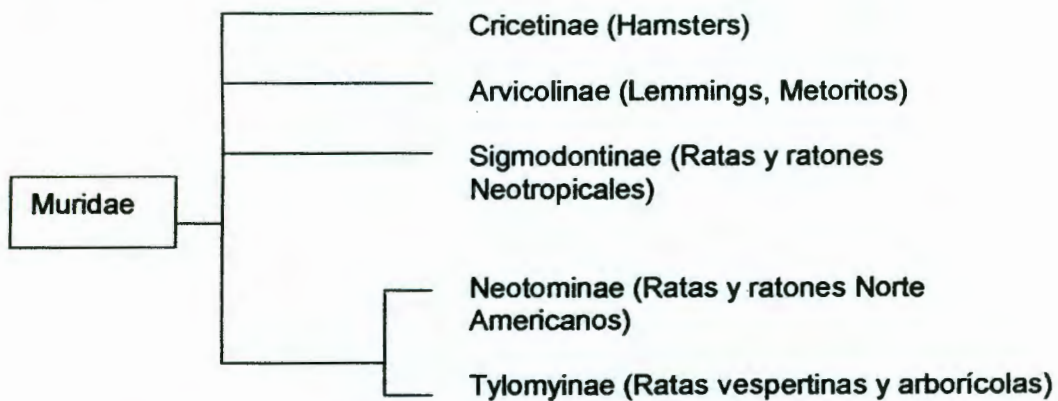 Cricetinae (Hamsters)
Arvicolinae (Lemmings, Metoritos)
Sigmodontinae (Ratas y ratones
Neotropicales)
Muridae
Neotominae (Ratas y ratones Norte
Americanos)
Tylomyinae (Ratas vespertinas y arborícolas)